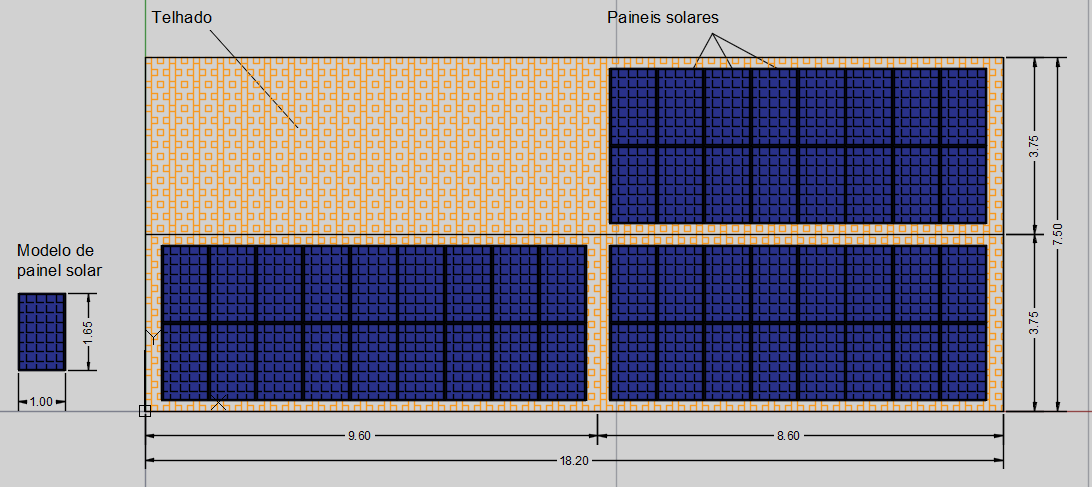 Telhado
Paineis solares
3.75
7.50
Modelo de
painel solar
1.65
3.75
1.00
9.60
8.60
18.20